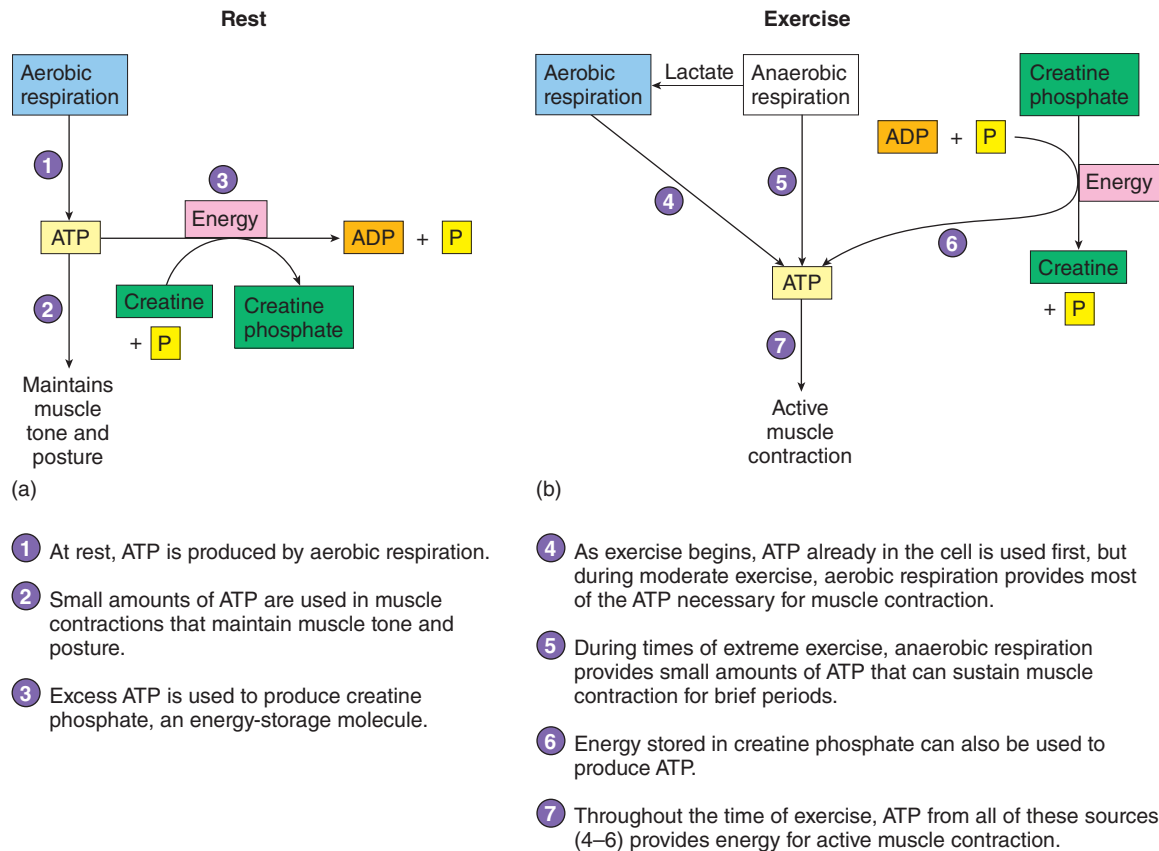 Rest
Aerobic
respiration
1
3
Energy
ATP
ADP + P
2
Creatine
+ P
Creatine
phosphate
Maintains
muscle
tone and
posture
(a)
1 At rest, ATP is produced by aerobic respiration.
2 Small amounts of ATP are used in muscle
contractions that maintain muscle tone and
posture.
3 Excess ATP is used to produce creatine
phosphate, an energy-storage molecule.
Exercise
Aerobic
respiration
Lactate
Anaerobic
respiration
Creatine
phosphate
ADP + P
Energy
4
5
6
ATP
Creatine
+ P
7
Active
muscle
contraction
(b)
4 As exercise begins, ATP already in the cell is used first, but
during moderate exercise, aerobic respiration provides most
of the ATP necessary for muscle contraction.
5 During times of extreme exercise, anaerobic respiration
provides small amounts of ATP that can sustain muscle
contraction for brief periods.
6 Energy stored in creatine phosphate can also be used to
produce ATP.
7 Throughout the time of exercise, ATP from all of these sources
(4–6) provides energy for active muscle contraction.